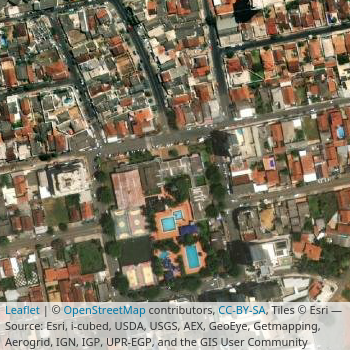 Leaflet | © OpenStreetMap contributors, CC-BY-SA, Tiles © Esri —
Source: Esri, i-cubed, USDA, USGS, AEX, GeoEye, Getmapping,
Aerogrid, IGN, IGP, UPR-EGP, and the GIS User Community